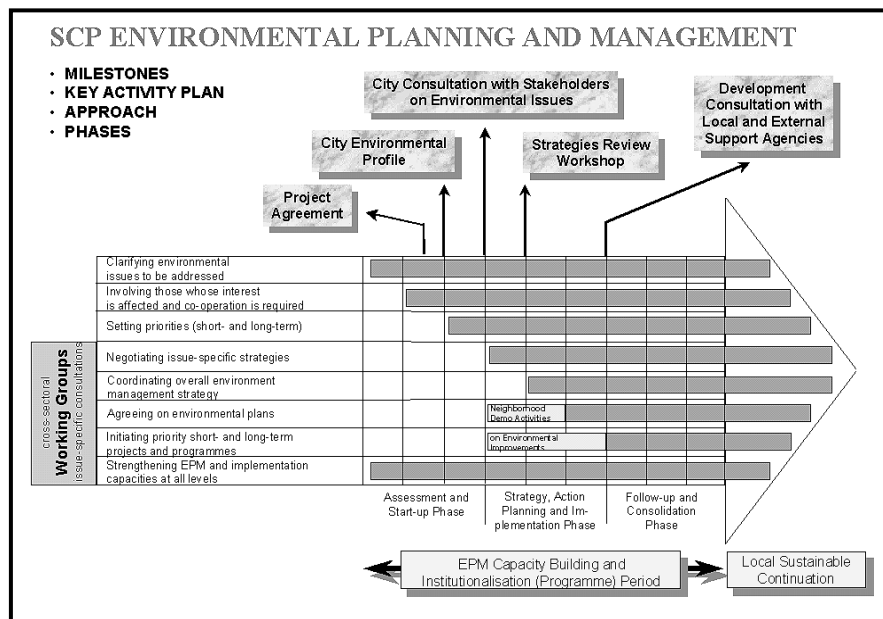 SCP ENVIRONMENTAL PLANNING AND MANAGEMENT
• MILESTONES
• KEY ACTIVITY PLAN
• APPROACH
• PHASES
City Consultation with Stakeholders
on Environmental Issues
Development
Consultation with
Local and External
Support Agencies
City Environmental
Profile
Strategies Review
Workshop
Project
Agreement
Clarifying environmental
issues to be addressed
Involving those whose interest
is affected and co-operation is required
Setting priorities (short- and long-term)
cross-sectoral
Working Groups
issue-specific consultations
Negotiating issue-specific strategies
Coordinating overall environment
management strategy
Agreeing on environmental plans
Neighborhood
Demo Activities
Initiating priority short- and long-term
projects and programmes
on Environmental
Improvements
Strengthening EPM and implementation
capacities at all levels
Assessment and
Start-up Phase
Strategy, Action
Planning and Im-
plementation Phase
Follow-up and
Consolidation
Phase
EPM Capacity Building and
Institutionalisation (Programme) Period
Local Sustainable
Continuation